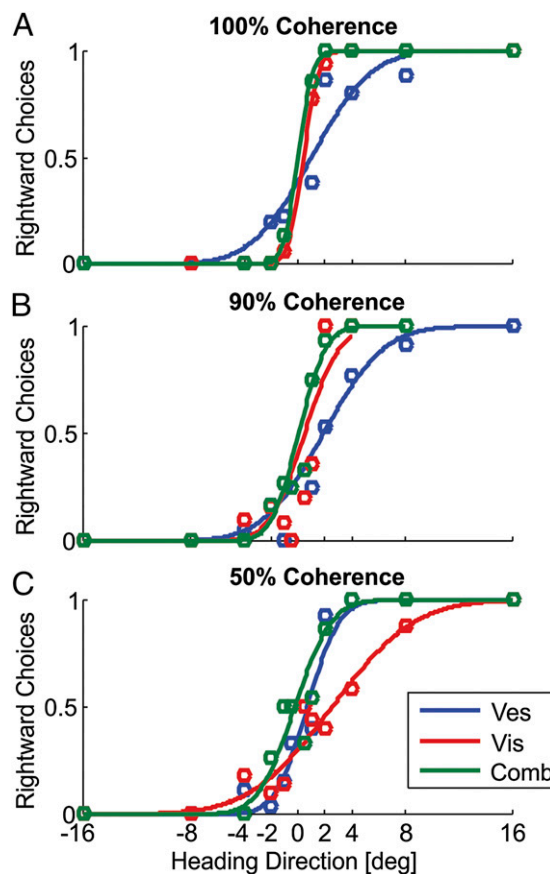 A
100% Coherence
Rightward Choices
1
0.5
0
B
90% Coherence
Rightward Choices
1
0.5
0
C
50% Coherence
Rightward Choices
1
0.5
0
Ves
Vis
Comb
-16 -8 -4 -2 0 2 4 8 16
Heading Direction [deg]